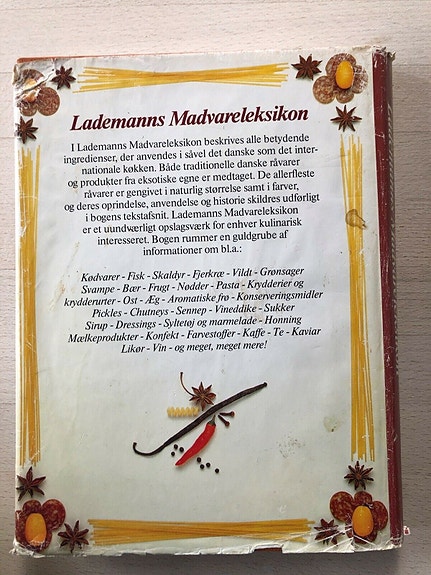 Lademanns Madvareleksikon
I Lademanns Madvareleksikon beskrives alle betydende
ingredienser, der anvendes i såvel det danske som det inter-
nationale køkken. Både traditionelle danske råvarer
og produkter fra eksotiske egne er medtaget. De allerfleste
råvarer er gengivet i naturlig størrelse samt i farver,
og deres oprindelse, anvendelse og historie skildres udførligt
i bogens tekstafsnit. Lademanns Madvareleksikon
er et uundværligt opslagsværk for enhver kulinarisk
interesseret. Bogen rummer en guldgrube af
informationer om bl.a.:
Kødvarer - Fisk - Skaldyr - Fjerkræ - Vildt - Grønsager
Svampe - Bær - Frugt - Nødder - Pasta - Krydderier og
krydderurter - Ost - Æg - Aromatiske frø - Konserveringsmidler
Pickles - Chutneys - Sennep - Vineddike - Sukker
Sirup - Dressings - Syltetøj og marmelade - Honning
Mælkeprodukter - Konfekt - Farvestoffer - Kaffe - Te - Kaviar
Likør - Vin - og meget, meget mere!